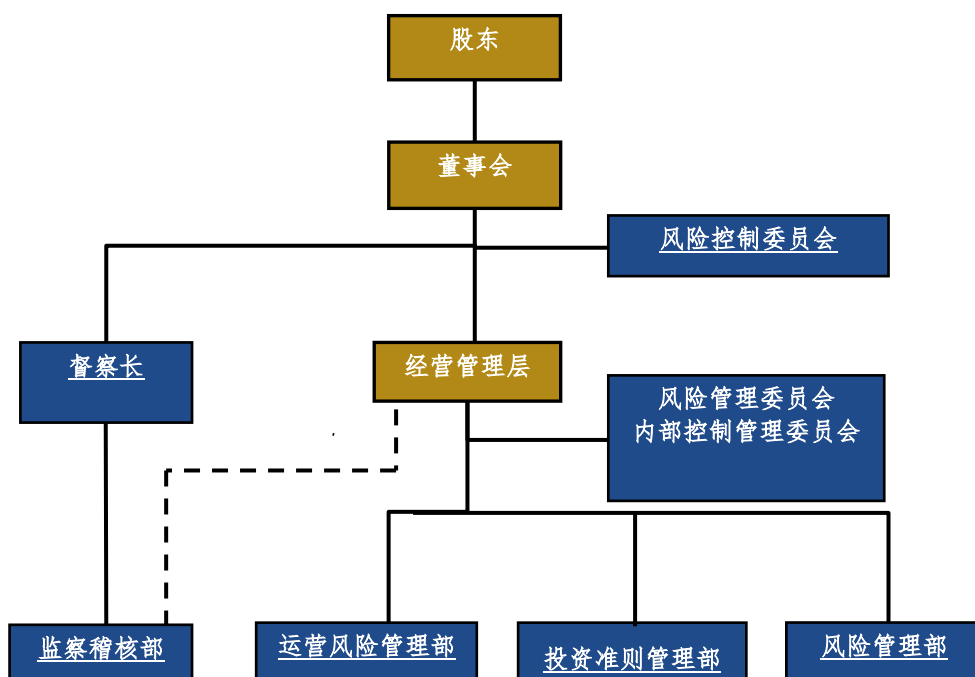 股东
董事会
风险控制委员会
督察长
经营管理层
风险管理委员会
内部控制管理委员会
监察稽核部
运营风险管理部
投资准则管理部
风险管理部